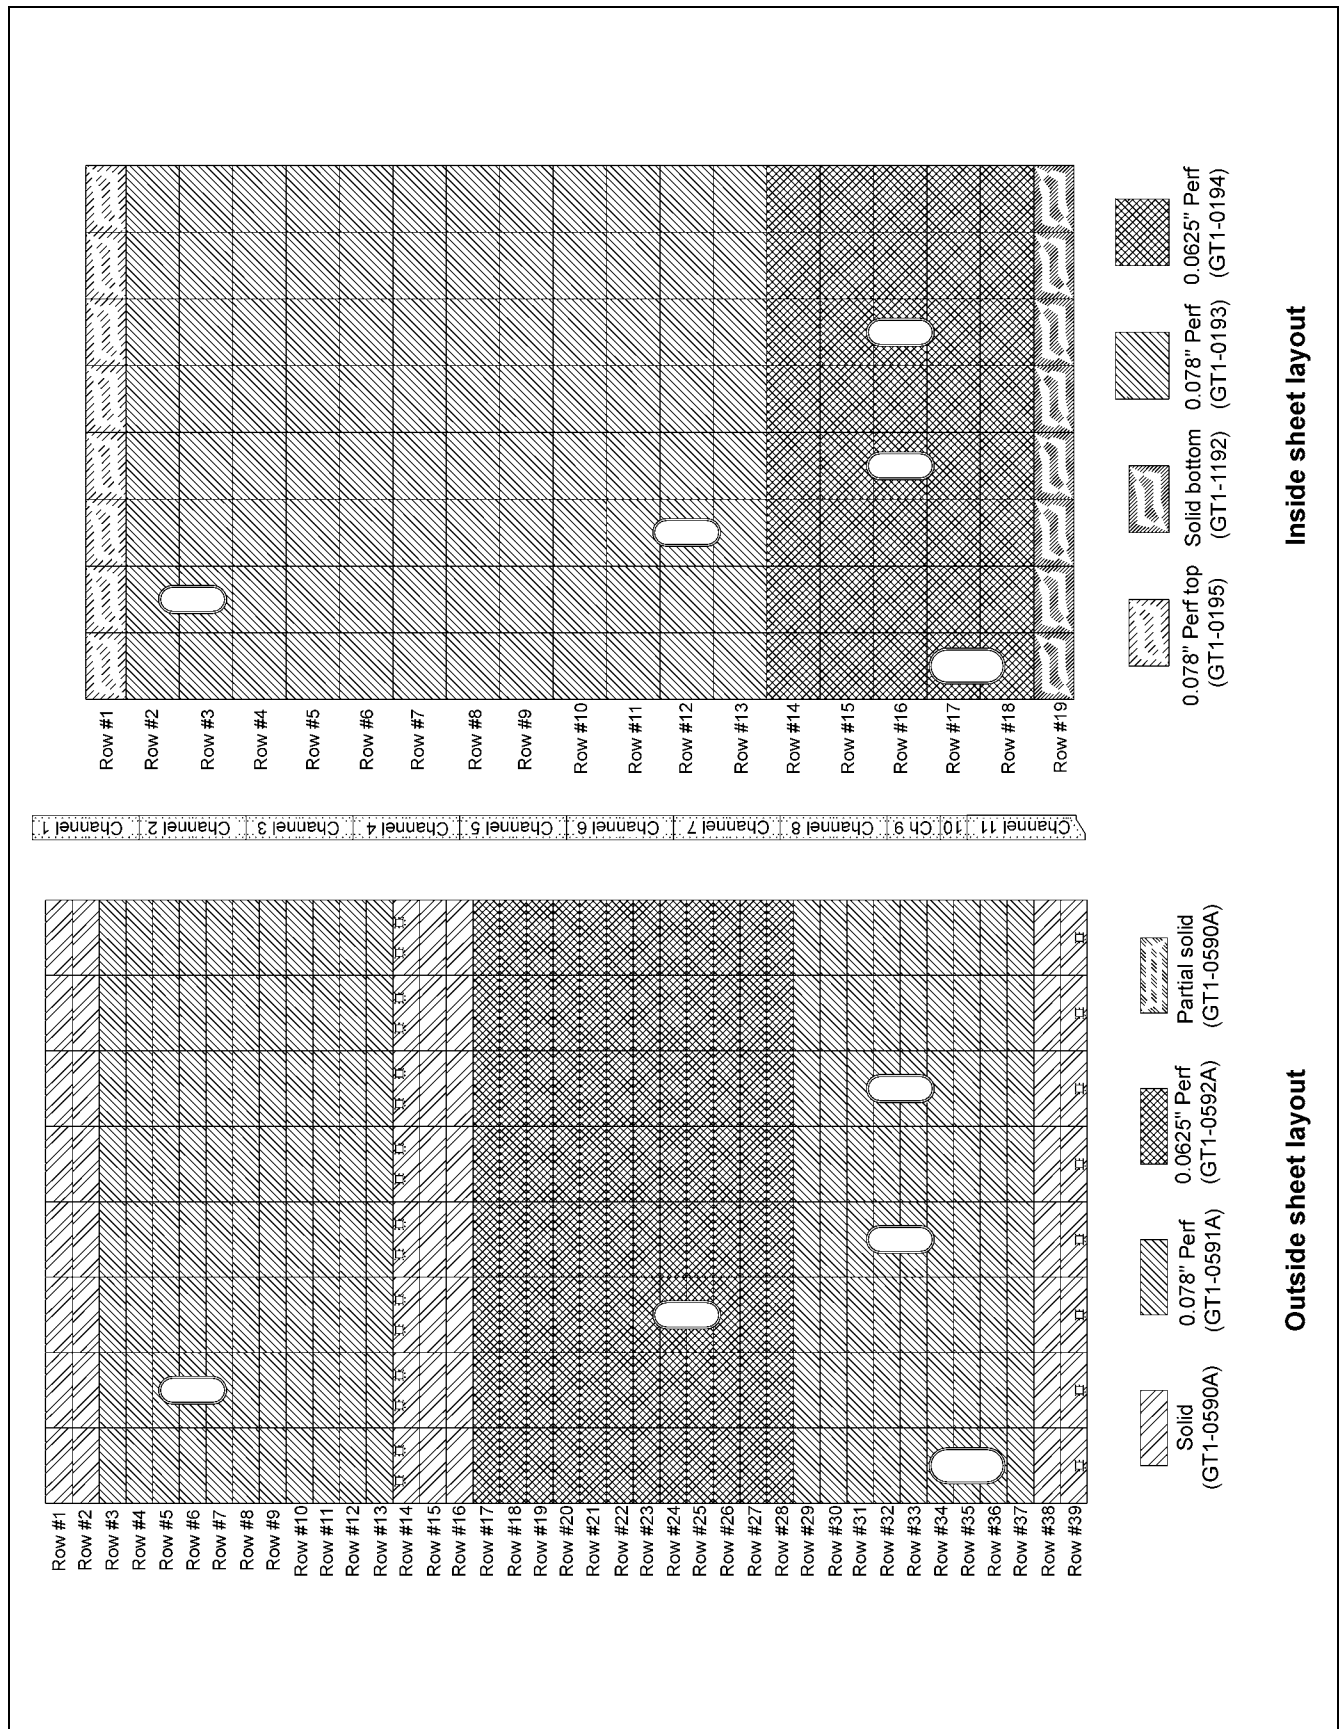 Row #1
Row #2
Row #3
Row #4
Row #5
Row #6
Row #7
Row #8
Row #9
Row #10
Row #11
Row #12
Row #13
Row #14
Row #15
Row #16
Row #17
Row #18
Row #19
Row #20
Row #21
Row #22
Row #23
Row #24
Row #25
Row #26
Row #27
Row #28
Row #29
Row #30
Row #31
Row #32
Row #33
Row #34
Row #35
Row #36
Row #37
Row #38
Row #39
Solid
(GT1-0590A)
0.078" Perf
(GT1-0591A)
0.0625" Perf
(GT1-0592A)
Partial solid
(GT1-0590A)
Outside sheet layout
Channel 1
Channel 2
Channel 3
Channel 4
Channel 5
Channel 6
Channel 7
Channel 8
Ch 9
10
Channel 11
Row #1
Row #2
Row #3
Row #4
Row #5
Row #6
Row #7
Row #8
Row #9
Row #10
Row #11
Row #12
Row #13
Row #14
Row #15
Row #16
Row #17
Row #18
Row #19
0.078" Perf top
(GT1-0195)
Solid bottom
(GT1-1192)
0.078" Perf
(GT1-0193)
0.0625" Perf
(GT1-0194)
Inside sheet layout